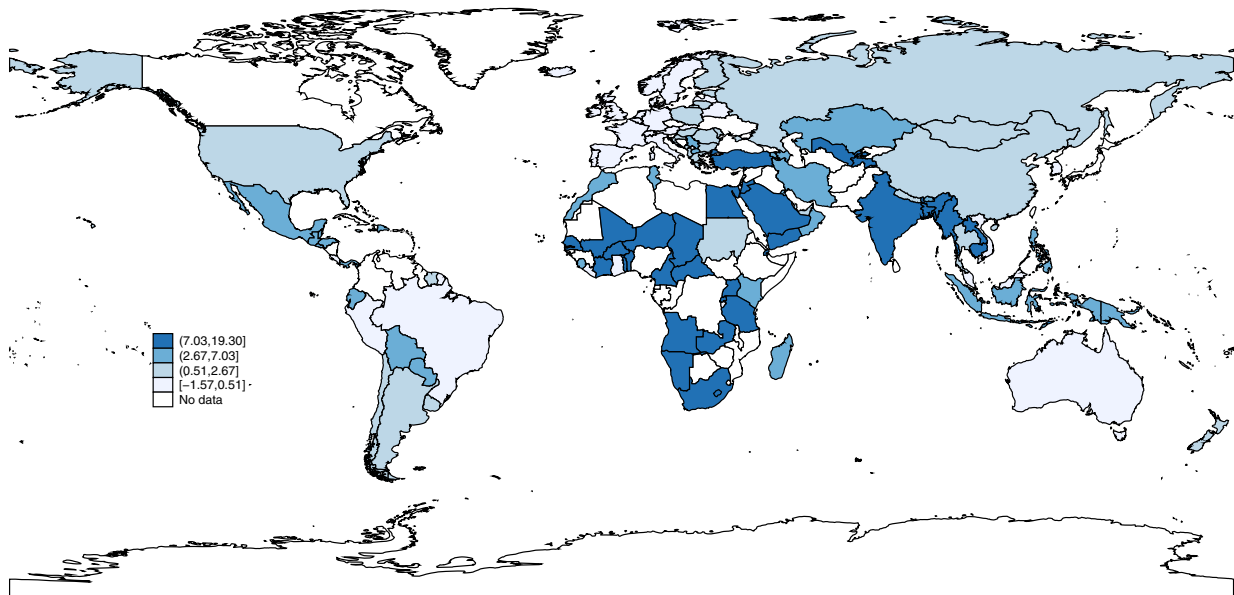 (7.03,19.30]
(2.67,7.03]
(0.51,2.67]
[−1.57,0.51]
No data